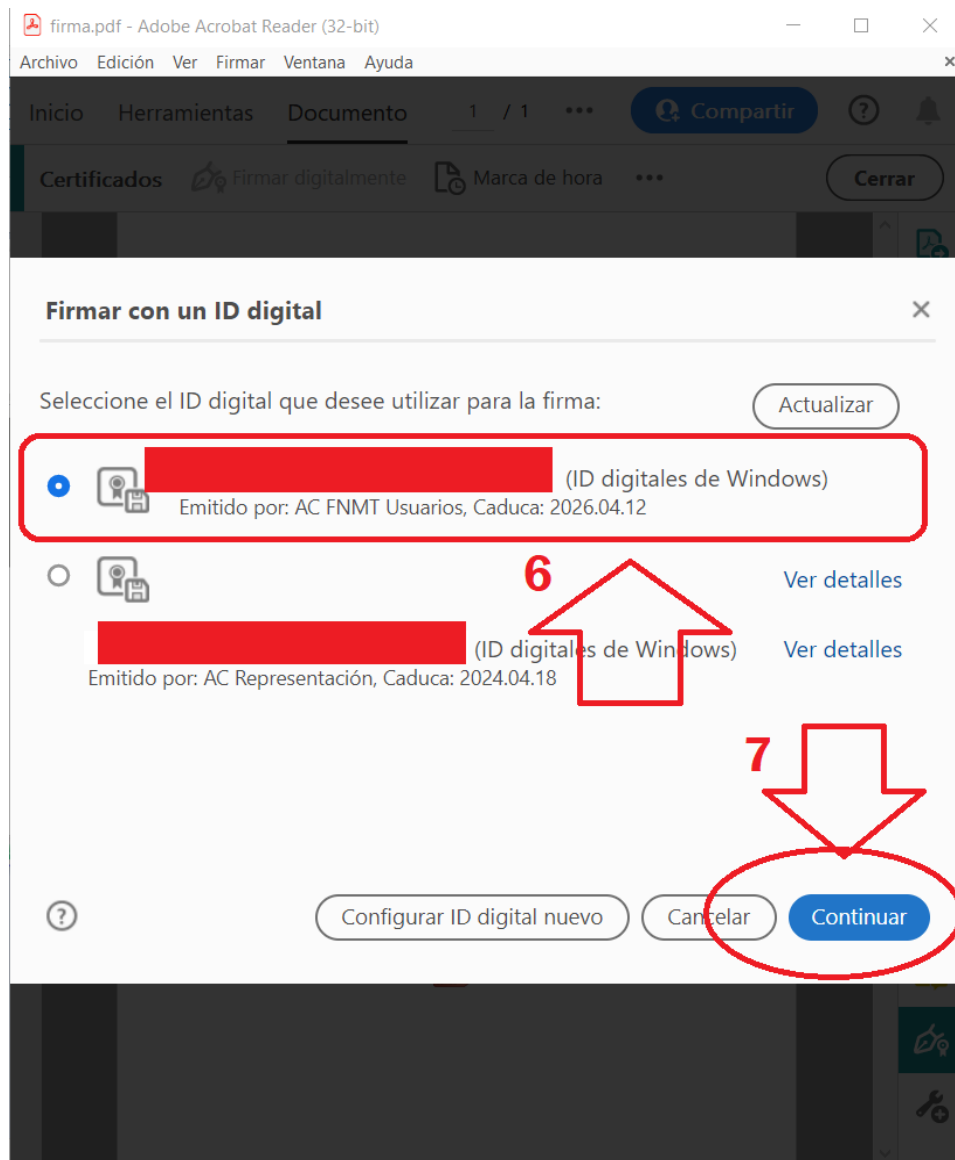 firma.pdf - Adobe Acrobat Reader (32-bit)
Archivo Edición Ver Firmar Ventana Ayuda
Inicio Herramientas Documento 1 / 1 ••• Compartir ?
Certificados Firmar digitalmente Marca de hora ••• Cerrar
Firmar con un ID digital
Seleccione el ID digital que desee utilizar para la firma: Actualizar
(ID digitales de Windows)
Emitido por: AC FNMT Usuarios, Caduca: 2026.04.12
6 Ver detalles
(ID digitales de Windows) Ver detalles
Emitido por: AC Representación, Caduca: 2024.04.18
7
? Configurar ID digital nuevo Cancelar Continuar